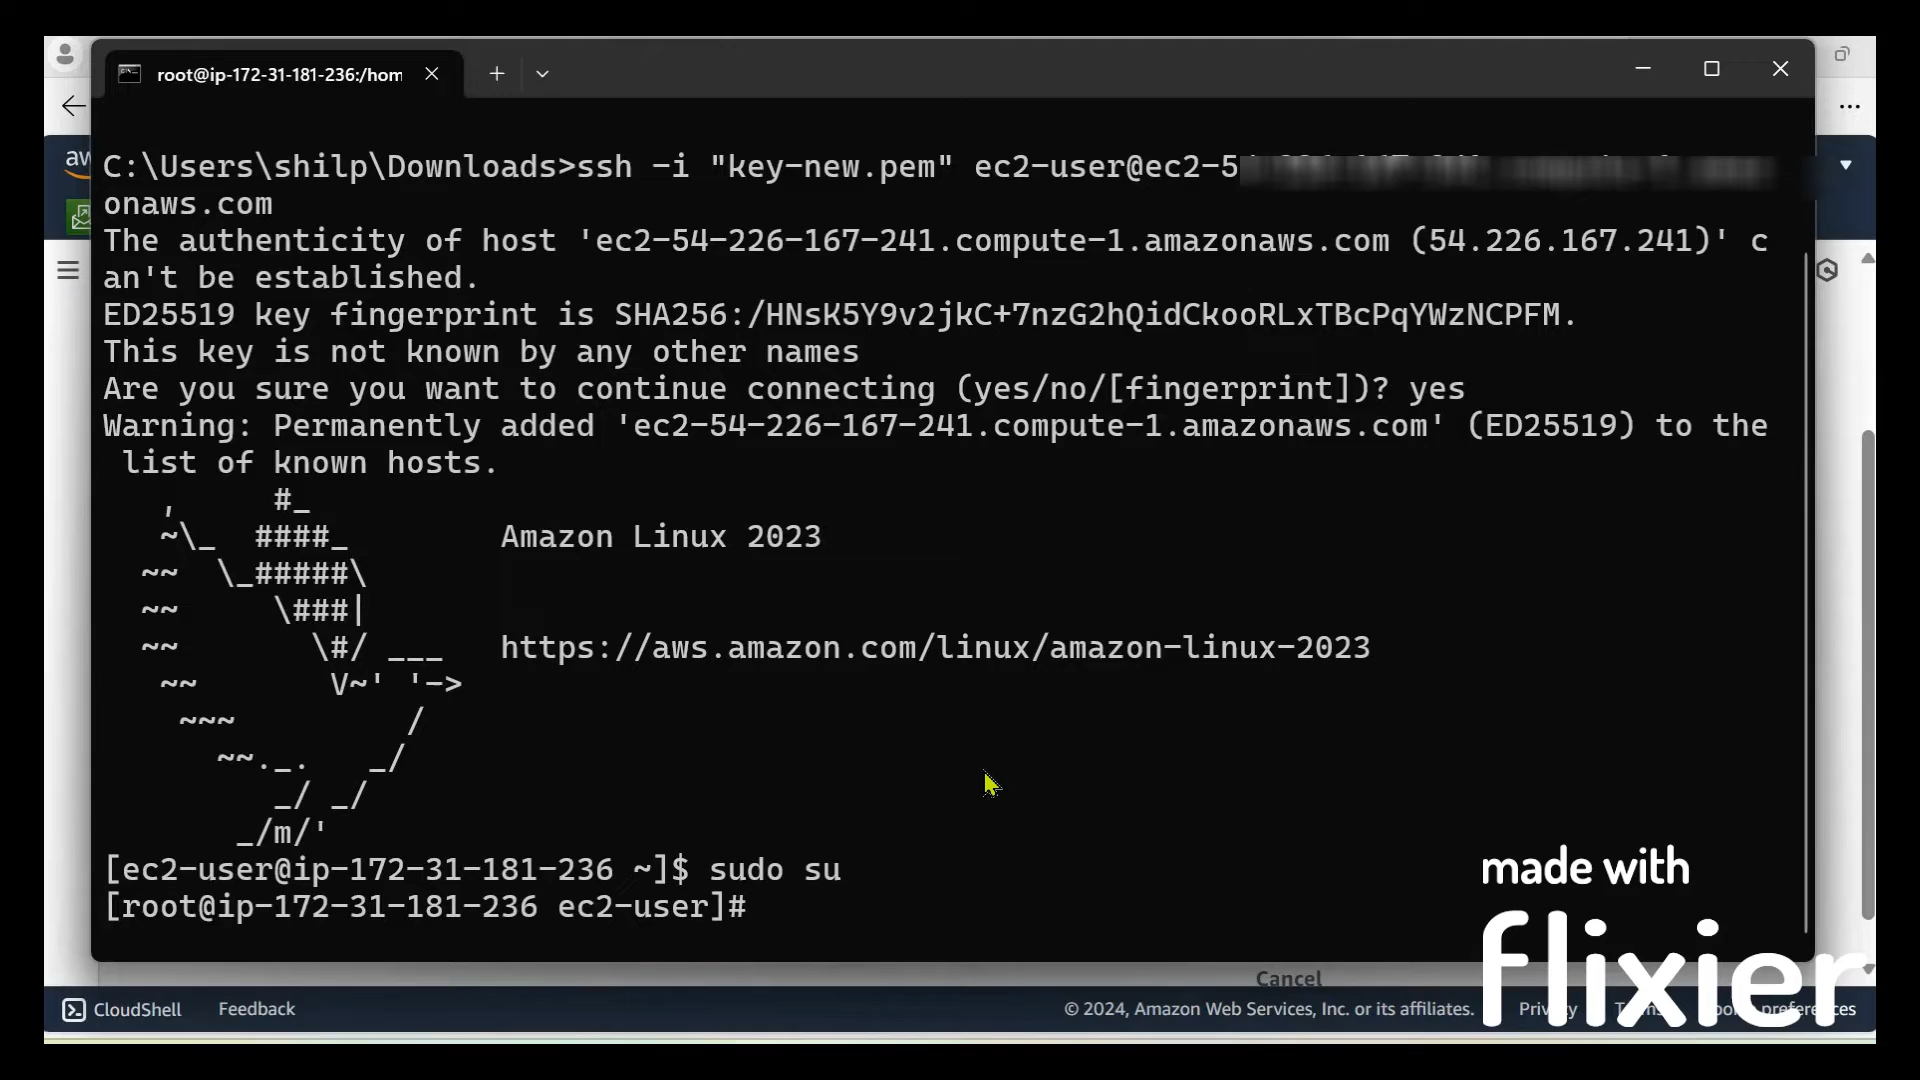 root@ip-172-31-181-236:/hom
aw
C:\Users\shilp\Downloads>ssh -i "key-new.pem" ec2-user@ec2-5
onaws.com
The authenticity of host 'ec2-54-226-167-241.compute-1.amazonaws.com (54.226.167.241)' c
an't be established.
ED25519 key fingerprint is SHA256:/HNsK5Y9v2jkC+7nzG2hQidCkooRLxTBcPqYWzNCPFM.
This key is not known by any other names
Are you sure you want to continue connecting (yes/no/[fingerprint])? yes
Warning: Permanently added 'ec2-54-226-167-241.compute-1.amazonaws.com' (ED25519) to the
 list of known hosts.
   ,     #_
   ~\_  ####_        Amazon Linux 2023
  ~~  \_#####\
  ~~     \###|
  ~~       \#/ ___   https://aws.amazon.com/linux/amazon-linux-2023
   ~~       V~' '->
    ~~~         /
      ~~._.   _/
         _/ _/
       _/m/'
[ec2-user@ip-172-31-181-236 ~]$ sudo su
[root@ip-172-31-181-236 ec2-user]#
made with
flixier
Cancel
CloudShell Feedback © 2024, Amazon Web Services, Inc. or its affiliates. Privacy Terms preferences